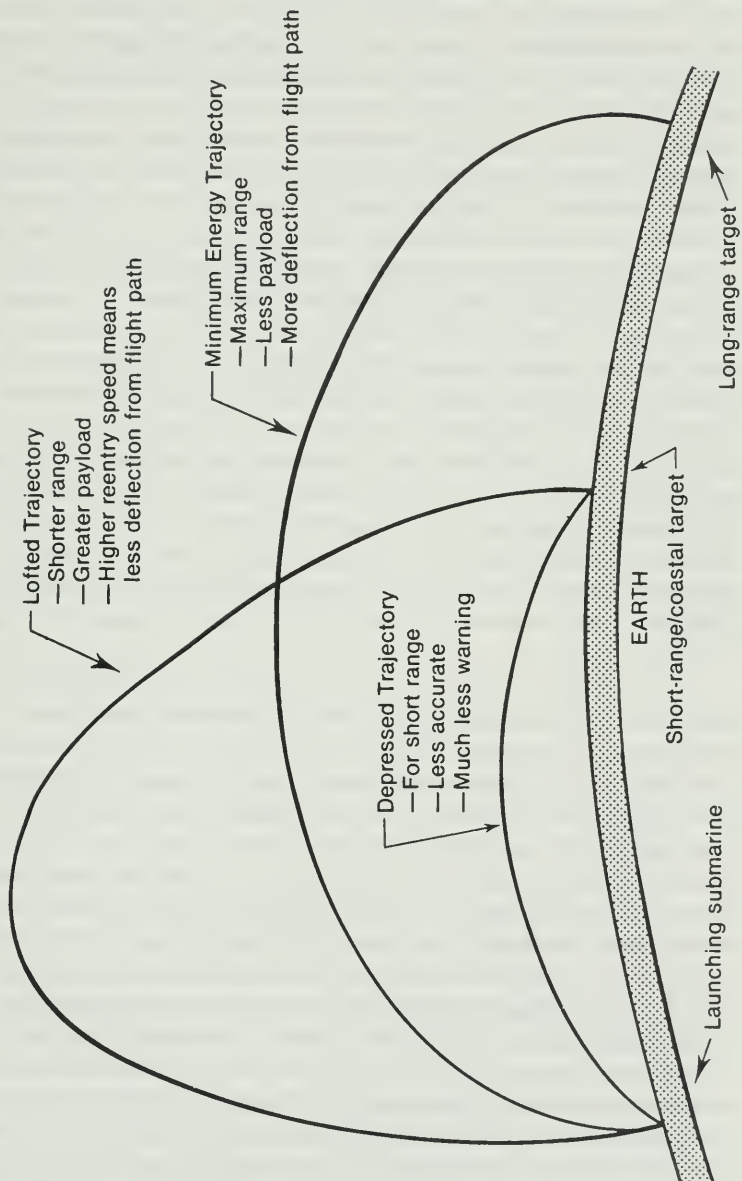 Lofted Trajectory
—Shorter range
—Greater payload
—Higher reentry speed means
less deflection from flight path
Minimum Energy Trajectory
—Maximum range
—Less payload
—More deflection from flight path
Depressed Trajectory
—For short range
—Less accurate
—Much less warning
EARTH
Launching submarine
Short-range/coastal target
Long-range target